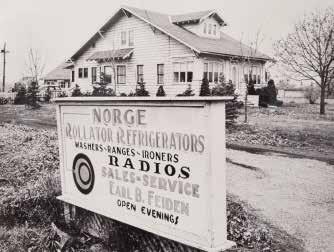 NORGE
ROLLATOR REFRIGERATORS
WASHERS-RANGES-IRONERS
RADIOS
SALES-SERVICE
EARL B. FEIDEN
OPEN EVENINGS